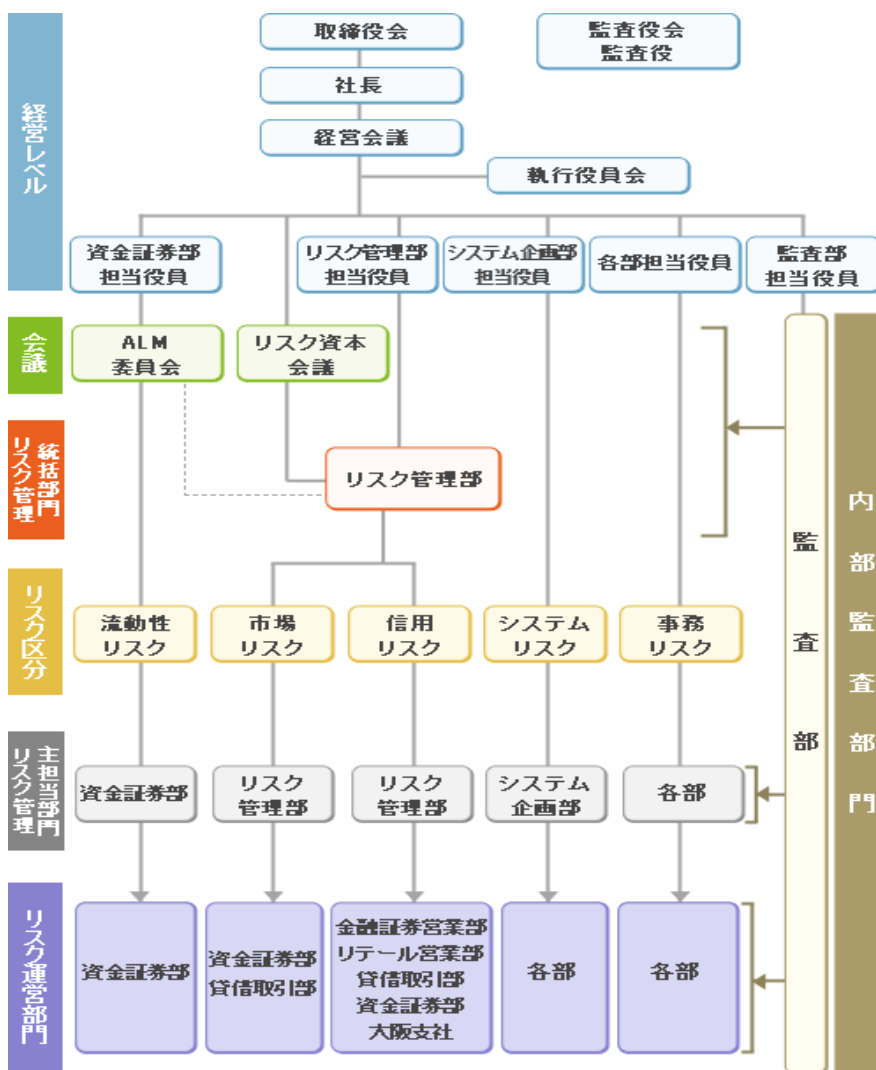 取締役会
監査役会
監査役
社長
経営会議
執行役員会
経営レベル
資金証券部
担当役員
リスク管理部
担当役員
システム企画部
担当役員
各部担当役員
監査部
担当役員
会議
ALM
委員会
リスク資本
会議
リスク管理
統括部門
リスク管理部
監査部
内部監査部門
リスク区分
流動性
リスク
市場
リスク
信用
リスク
システム
リスク
事務
リスク
リスク管理
主担当部門
資金証券部
リスク
管理部
リスク
管理部
システム
企画部
各部
リスク運営部門
資金証券部
資金証券部
貸借取引部
金融証券営業部
リテール営業部
貸借取引部
資金証券部
大阪支社
各部
各部